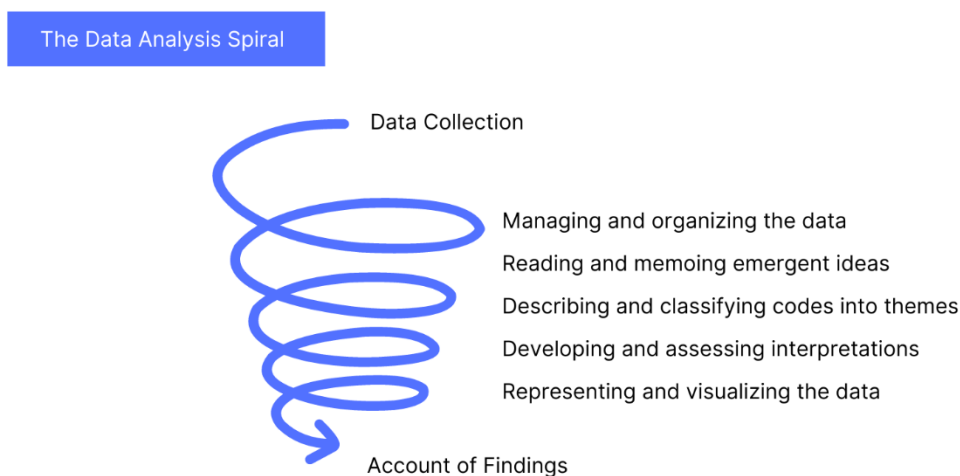 The Data Analysis Spiral
Data Collection
Managing and organizing the data
Reading and memoing emergent ideas
Describing and classifying codes into themes
Developing and assessing interpretations
Representing and visualizing the data
Account of Findings